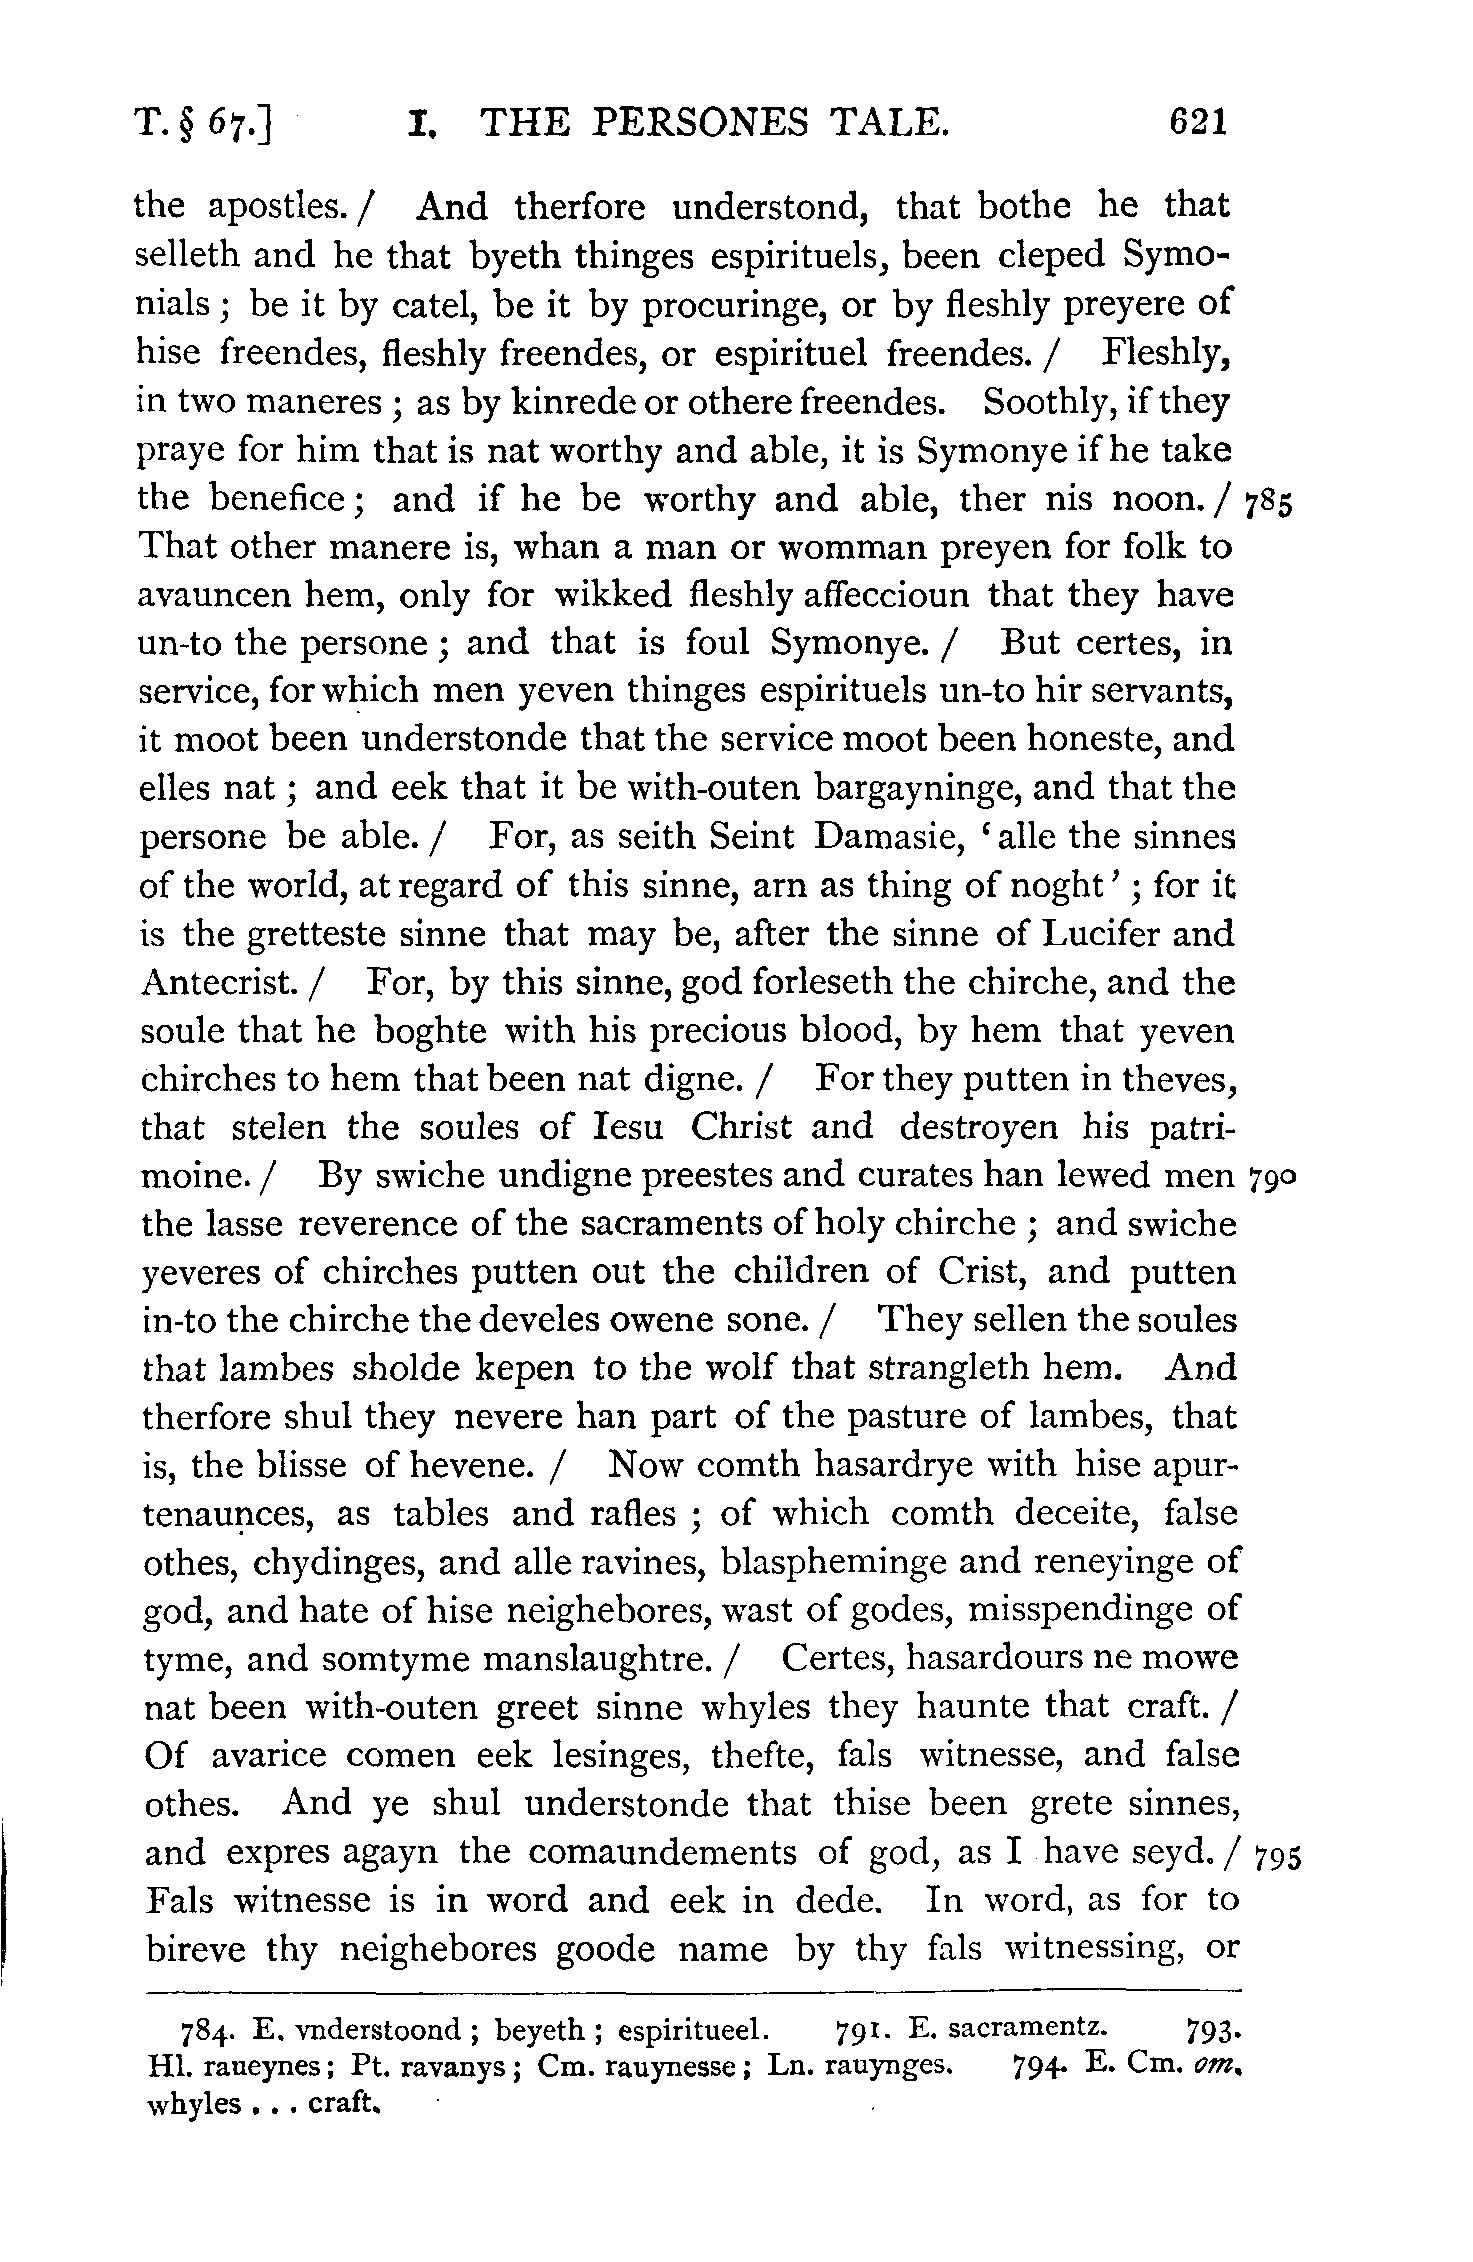 T. § 67.] I. THE PERSONES TALE. 621
the apostles. / And therfore understond, that bothe he that
selleth and he that byeth thinges espirituels, been cleped Symo-
nials ; be it by catel, be it by procuringe, or by fleshly preyere of
hise freendes, fleshly freendes, or espirituel freendes. / Fleshly,
in two maneres ; as by kinrede or othere freendes. Soothly, if they
praye for him that is nat worthy and able, it is Symonye if he take
the benefice ; and if he be worthy and able, ther nis noon. / 785
That other manere is, whan a man or womman preyen for folk to
avauncen hem, only for wikked fleshly affeccioun that they have
un-to the persone ; and that is foul Symonye. / But certes, in
service, for which men yeven thinges espirituels un-to hir servants,
it moot been understonde that the service moot been honeste, and
elles nat ; and eek that it be with-outen bargayninge, and that the
persone be able. / For, as seith Seint Damasie, ‘ alle the sinnes
of the world, at regard of this sinne, arn as thing of noght ’ ; for it
is the gretteste sinne that may be, after the sinne of Lucifer and
Antecrist. / For, by this sinne, god forleseth the chirche, and the
soule that he boghte with his precious blood, by hem that yeven
chirches to hem that been nat digne. / For they putten in theves,
that stelen the soules of Iesu Christ and destroyen his patri-
moine. / By swiche undigne preestes and curates han lewed men 790
the lasse reverence of the sacraments of holy chirche ; and swiche
yeveres of chirches putten out the children of Crist, and putten
in-to the chirche the develes owene sone. / They sellen the soules
that lambes sholde kepen to the wolf that strangleth hem. And
therfore shul they nevere han part of the pasture of lambes, that
is, the blisse of hevene. / Now comth hasardrye with hise apur-
tenaunces, as tables and rafles ; of which comth deceite, false
othes, chydinges, and alle ravines, blaspheminge and reneyinge of
god, and hate of hise neighebores, wast of godes, misspendinge of
tyme, and somtyme manslaughtre. / Certes, hasardours ne mowe
nat been with-outen greet sinne whyles they haunte that craft. /
Of avarice comen eek lesinges, thefte, fals witnesse, and false
othes. And ye shul understonde that thise been grete sinnes,
and expres agayn the comaundements of god, as I have seyd. / 795
Fals witnesse is in word and eek in dede. In word, as for to
bireve thy neighebores goode name by thy fals witnessing, or
784. E. vnderstoond ; beyeth ; espiritueel. 791. E. sacramentz. 793.
Hl. raueynes ; Pt. ravanys ; Cm. rauynesse ; Ln. rauynges. 794. E. Cm. om.
whyles . . . craft.